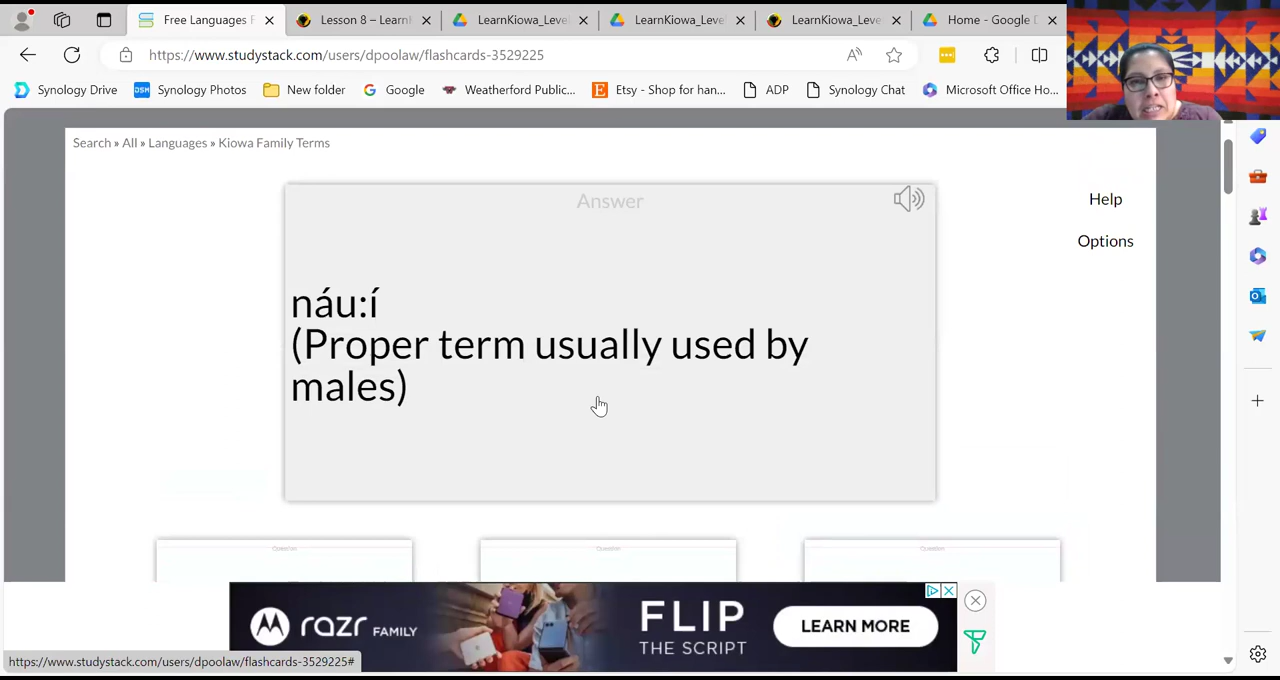 Free Languages F
Lesson 8 – Learn
LearnKiowa_Leve
LearnKiowa_Leve
LearnKiowa_Leve
Home - Google D
https://www.studystack.com/users/dpoolaw/flashcards-3529225
Synology Drive
Synology Photos
New folder
Google
Weatherford Public...
Etsy - Shop for han...
ADP
Synology Chat
Microsoft Office Ho...
Search » All » Languages » Kiowa Family Terms
Answer
Help
Options
náu:í
(Proper term usually used by
males)
Question
Question
Question
razr FAMILY
FLIP
THE SCRIPT
LEARN MORE
https://www.studystack.com/users/dpoolaw/flashcards-3529225#